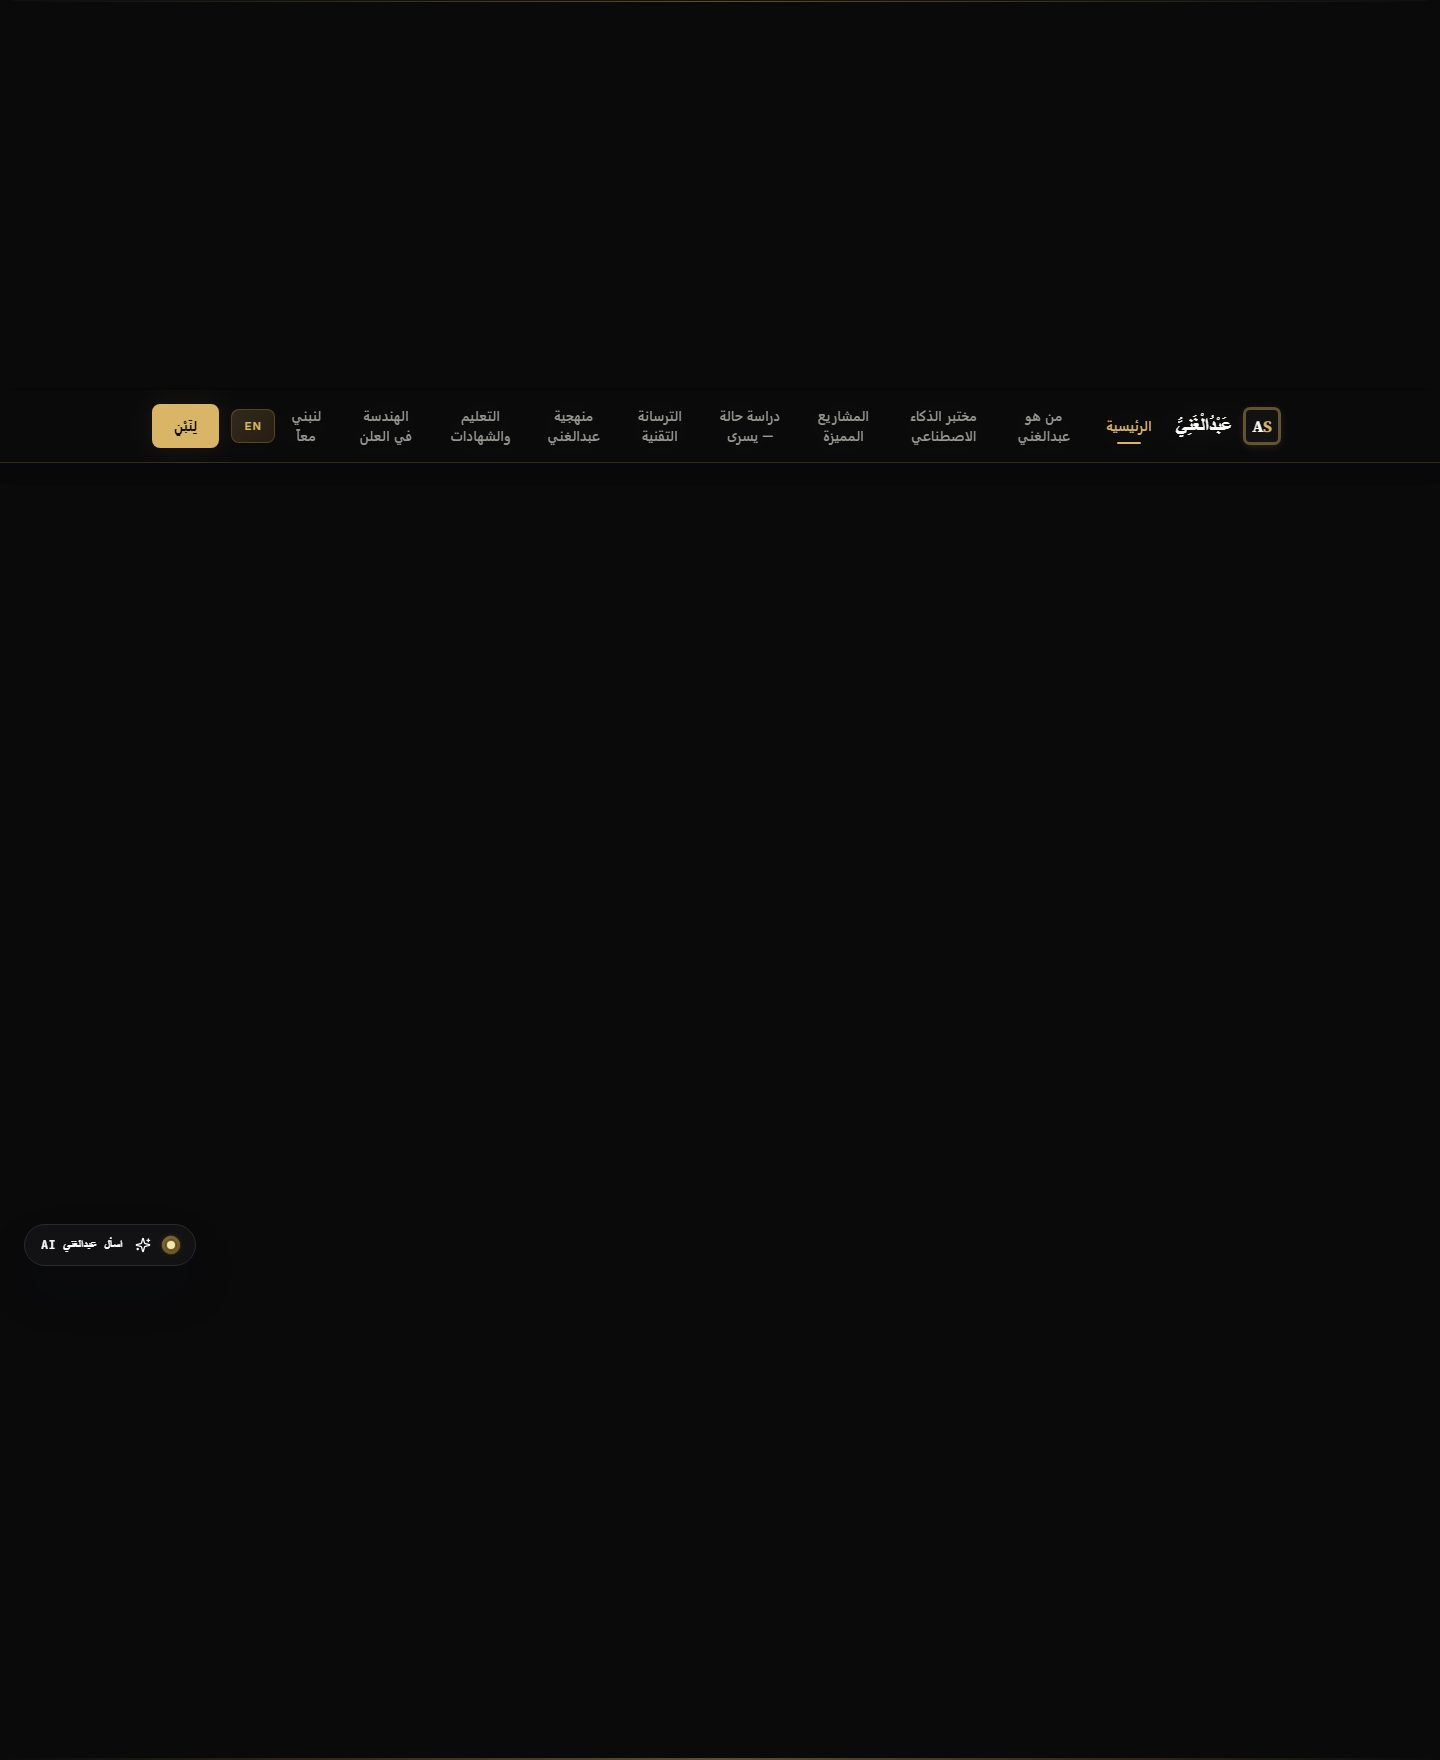 AS
عَبْدُالْغَنِيِّ
الرئيسية
من هو
عبدالغني
مختبر الذكاء
الاصطناعي
المشاريع
المميزة
دراسة حالة
— يسرى
الترسانة
التقنية
منهجية
عبدالغني
التعليم
والشهادات
الهندسة
في العلن
لنبني
معاً
EN
لِنَبْنِ
اسأل عبدالغني AI